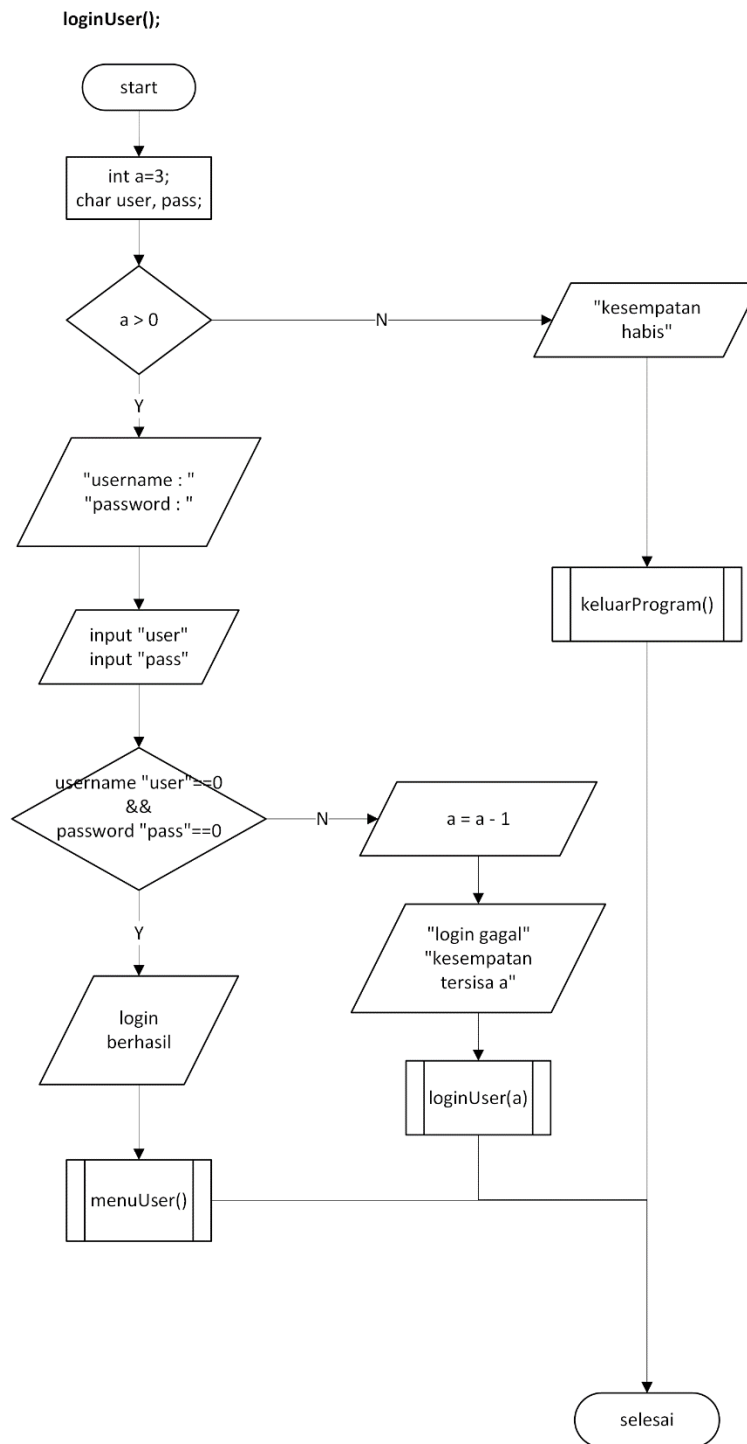 loginUser();
start
int a=3;
char user, pass;
a > 0
N
"kesempatan
habis"
Y
"username : "
"password : "
keluarProgram()
input "user"
input "pass"
username "user"==0
&&
password "pass"==0
N
a = a - 1
Y
"login gagal"
"kesempatan
tersisa a"
login
berhasil
loginUser(a)
menuUser()
selesai